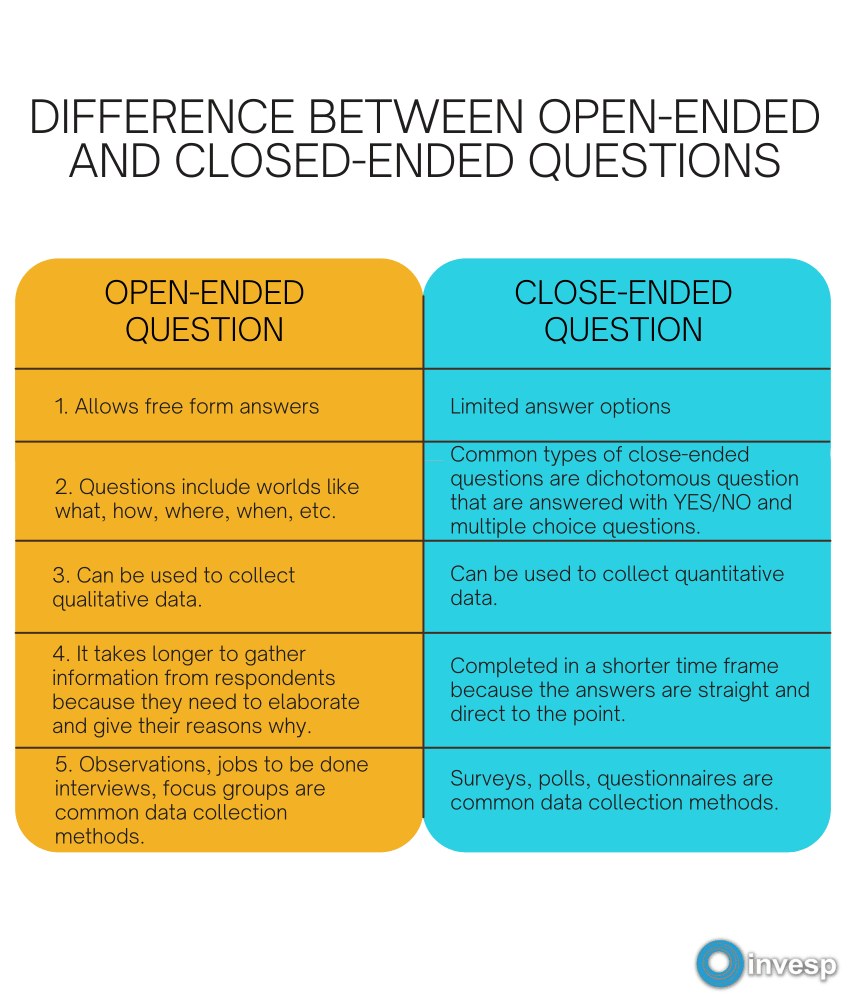 DIFFERENCE BETWEEN OPEN-ENDED
AND CLOSED-ENDED QUESTIONS
OPEN-ENDED
QUESTION
CLOSE-ENDED
QUESTION
1. Allows free form answers
Limited answer options
2. Questions include worlds like
what, how, where, when, etc.
Common types of close-ended
questions are dichotomous question
that are answered with YES/NO and
multiple choice questions.
3. Can be used to collect
qualitative data.
Can be used to collect quantitative
data.
4. It takes longer to gather
information from respondents
because they need to elaborate
and give their reasons why.
Completed in a shorter time frame
because the answers are straight and
direct to the point.
5. Observations, jobs to be done
interviews, focus groups are
common data collection
methods.
Surveys, polls, questionnaires are
common data collection methods.
invesp